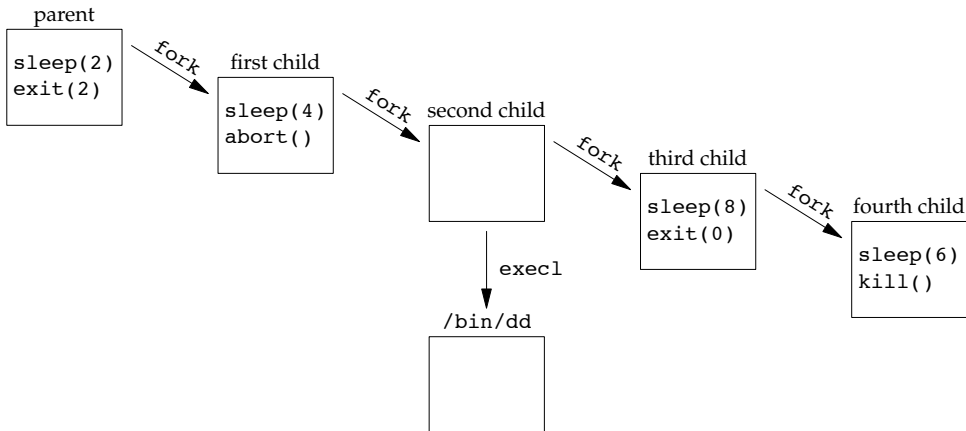 parent
sleep(2)
exit(2)
fork
first child
sleep(4)
abort()
fork
second child
fork
third child
sleep(8)
exit(0)
fork
fourth child
sleep(6)
kill()
execl
/bin/dd